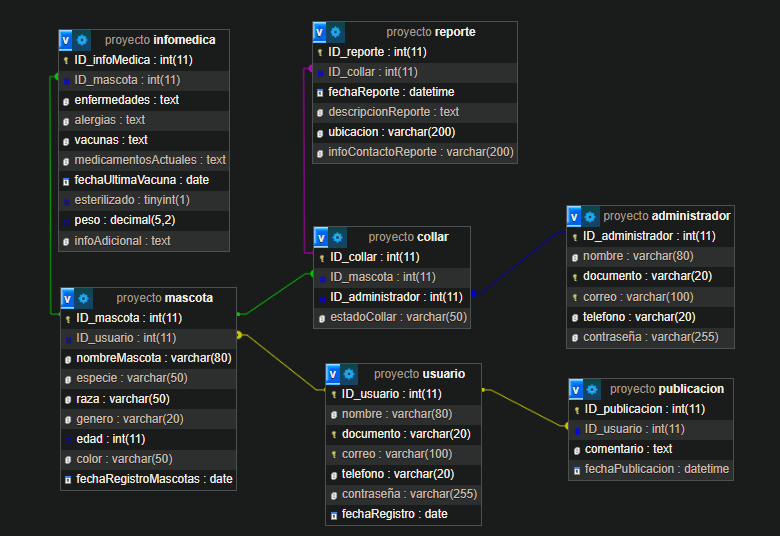 v proyecto infomedica
ID_infoMedica : int(11)
ID_mascota : int(11)
enfermedades : text
alergias : text
vacunas : text
medicamentosActuales : text
fechaUltimaVacuna : date
esterilizado : tinyint(1)
peso : decimal(5,2)
infoAdicional : text
v proyecto reporte
ID_reporte : int(11)
ID_collar : int(11)
fechaReporte : datetime
descripcionReporte : text
ubicacion : varchar(200)
infoContactoReporte : varchar(200)
v proyecto collar
ID_collar : int(11)
ID_mascota : int(11)
ID_administrador : int(11)
estadoCollar : varchar(50)
v proyecto administrador
ID_administrador : int(11)
nombre : varchar(80)
documento : varchar(20)
correo : varchar(100)
telefono : varchar(20)
contraseña : varchar(255)
v proyecto mascota
ID_mascota : int(11)
ID_usuario : int(11)
nombreMascota : varchar(80)
especie : varchar(50)
raza : varchar(50)
genero : varchar(20)
edad : int(11)
color : varchar(50)
fechaRegistroMascotas : date
v proyecto usuario
ID_usuario : int(11)
nombre : varchar(80)
documento : varchar(20)
correo : varchar(100)
telefono : varchar(20)
contraseña : varchar(255)
fechaRegistro : date
v proyecto publicacion
ID_publicacion : int(11)
ID_usuario : int(11)
comentario : text
fechaPublicacion : datetime